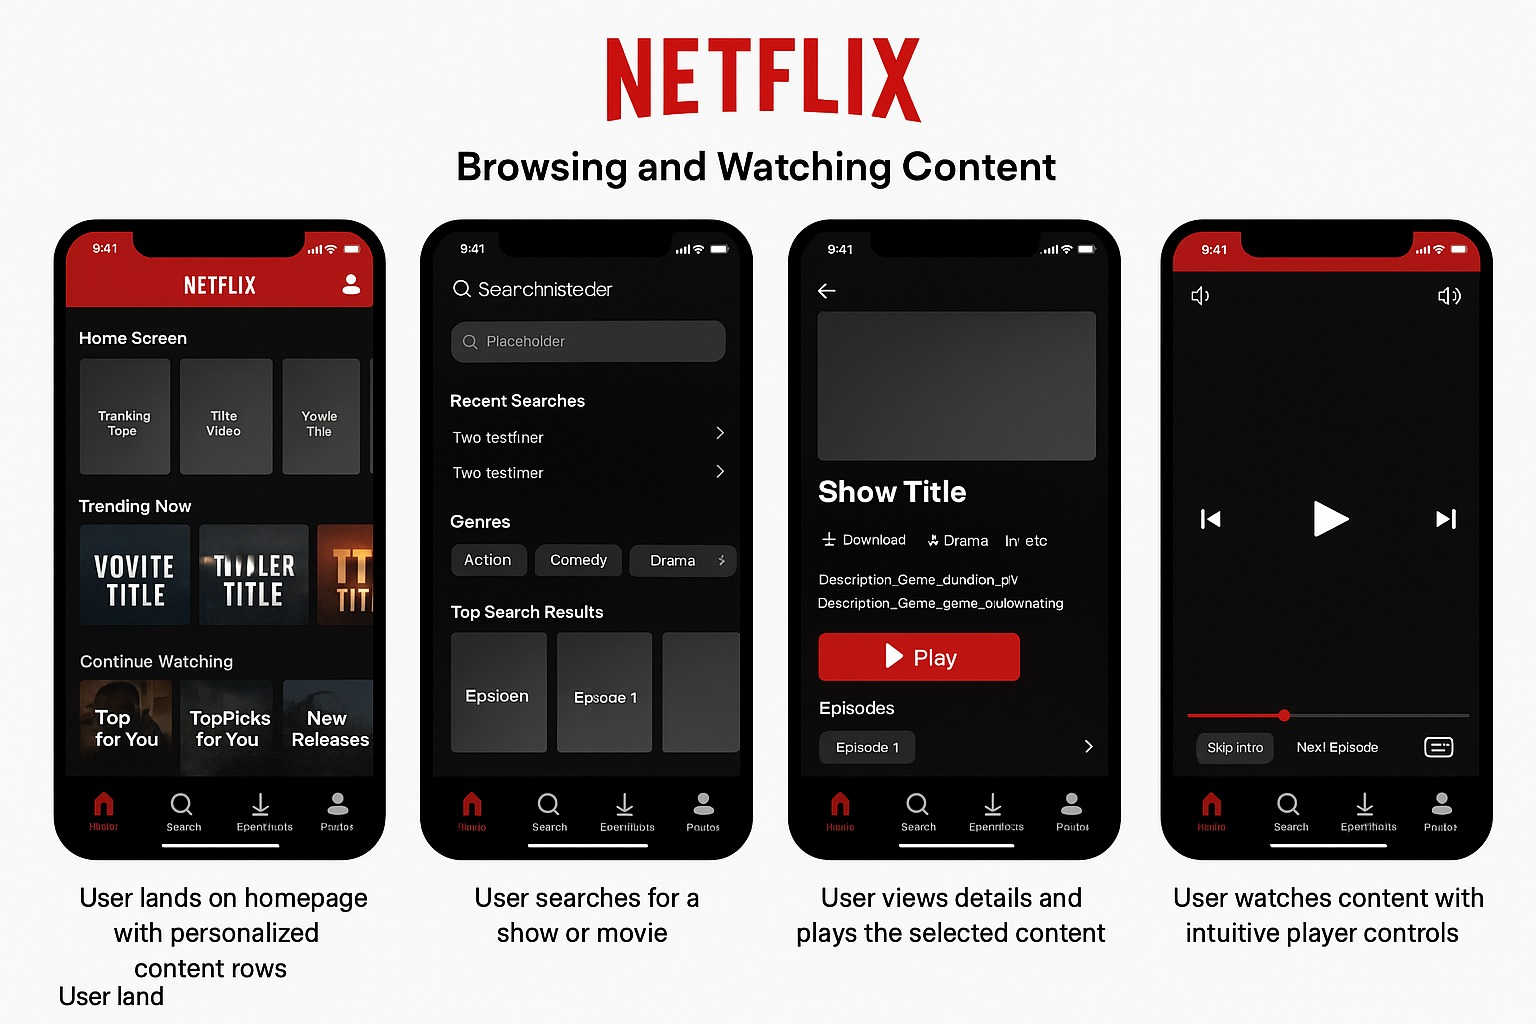 NETFLIX
Browsing and Watching Content
9:41
NETFLIX
Home Screen
Tranking
Tope
Tilte
Video
Yowle
Thle
Trending Now
VOVITE
TITLE
TITLE
TT
TIT
Continue Watching
Top
for You
TopPicks
for You
New
Releases
Search
User lands on homepage
with personalized
content rows
User land
9:41
Searchnisteder
Placeholder
Recent Searches
Two testfiner
Two testimer
Genres
Action
Comedy
Drama
Top Search Results
Epsioen
Epsoge 1
Search
User searches for a
show or movie
9:41
Show Title
Download
Drama
etc
Description_Geme_dundion_plV
Description_Geme_geme_oulownating
Play
Episodes
Episode 1
Search
User views details and
plays the selected content
9:41
Skip intro
Nex! Episode
Search
User watches content with
intuitive player controls